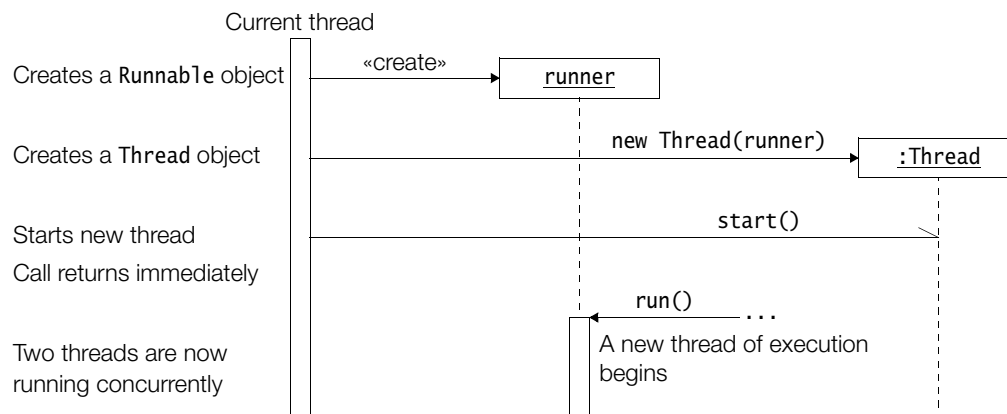 Current thread
Creates a Runnable object
«create»
runner
Creates a Thread object
new Thread(runner)
:Thread
Starts new thread
start()
Call returns immediately
run()
...
Two threads are now
running concurrently
A new thread of execution
begins